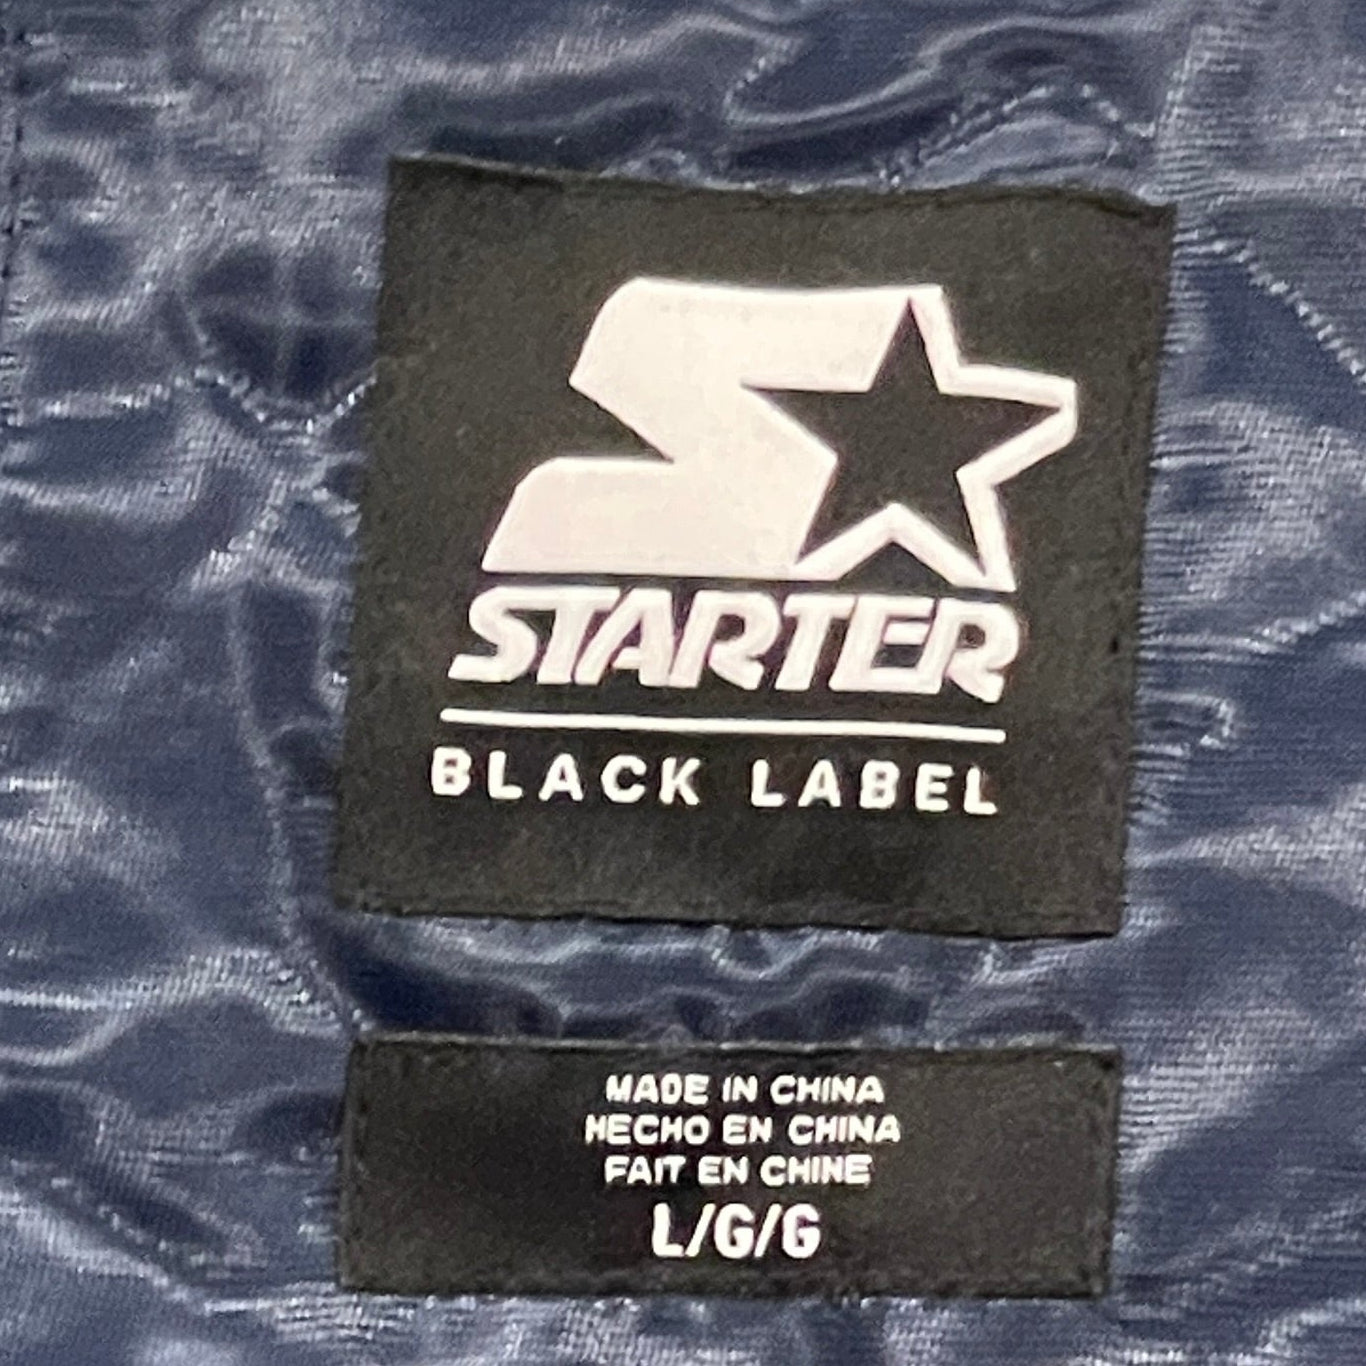 STARTER
BLACK LABEL
MADE IN CHINA
HECHO EN CHINA
FAIT EN CHINE
L/G/G